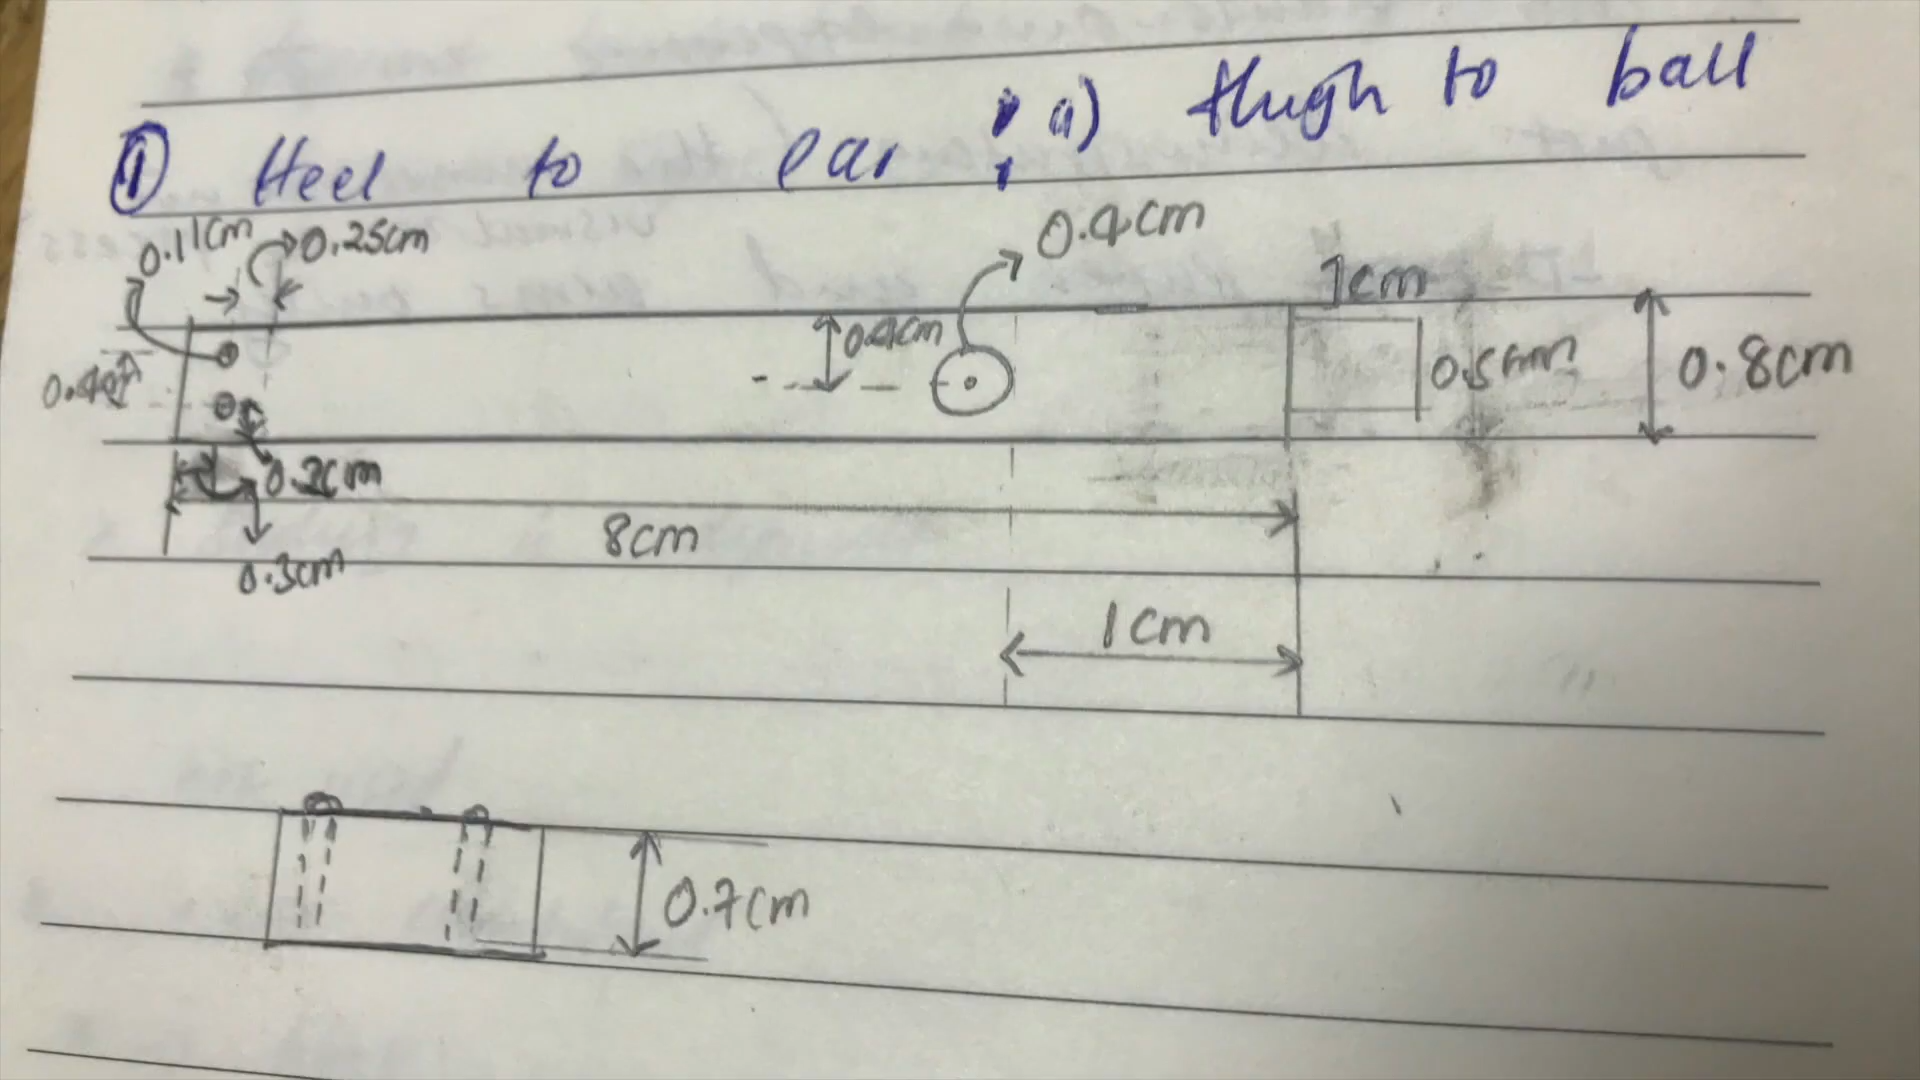 ① Heel to ear : a) thigh to ball
0.11cm
0.25cm
0.4cm
1cm
0.4cm
0.5cm
0.8cm
0.2cm
8cm
0.3cm
1cm
0.7cm